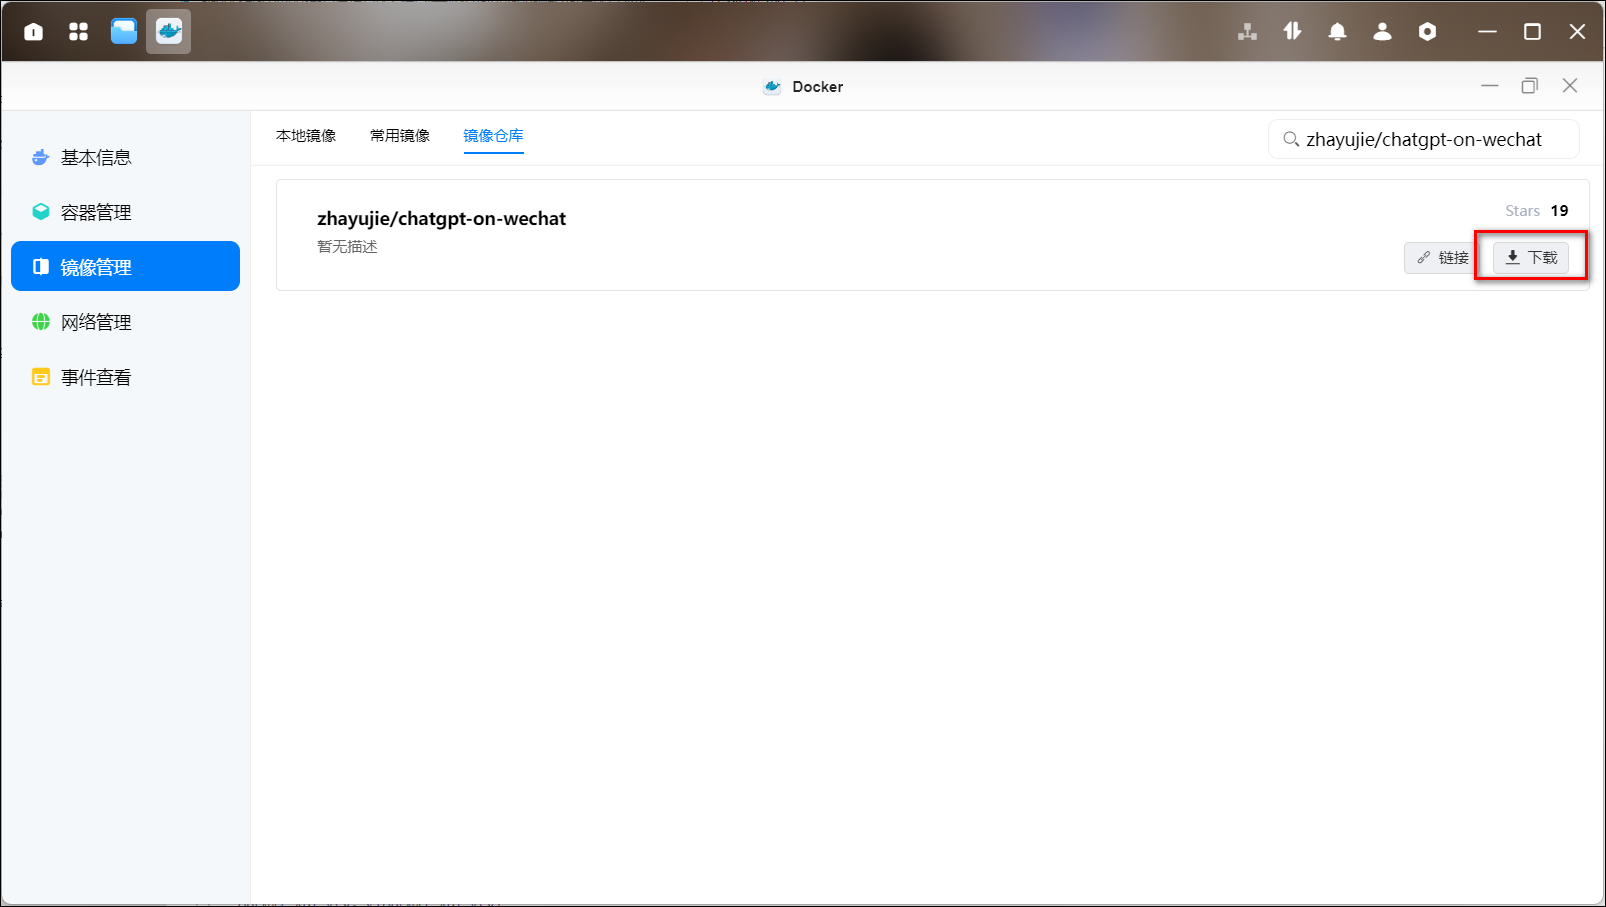 Docker
基本信息
容器管理
镜像管理
网络管理
事件查看
本地镜像 常用镜像 镜像仓库
zhayujie/chatgpt-on-wechat
zhayujie/chatgpt-on-wechat
暂无描述
Stars 19
链接 下载